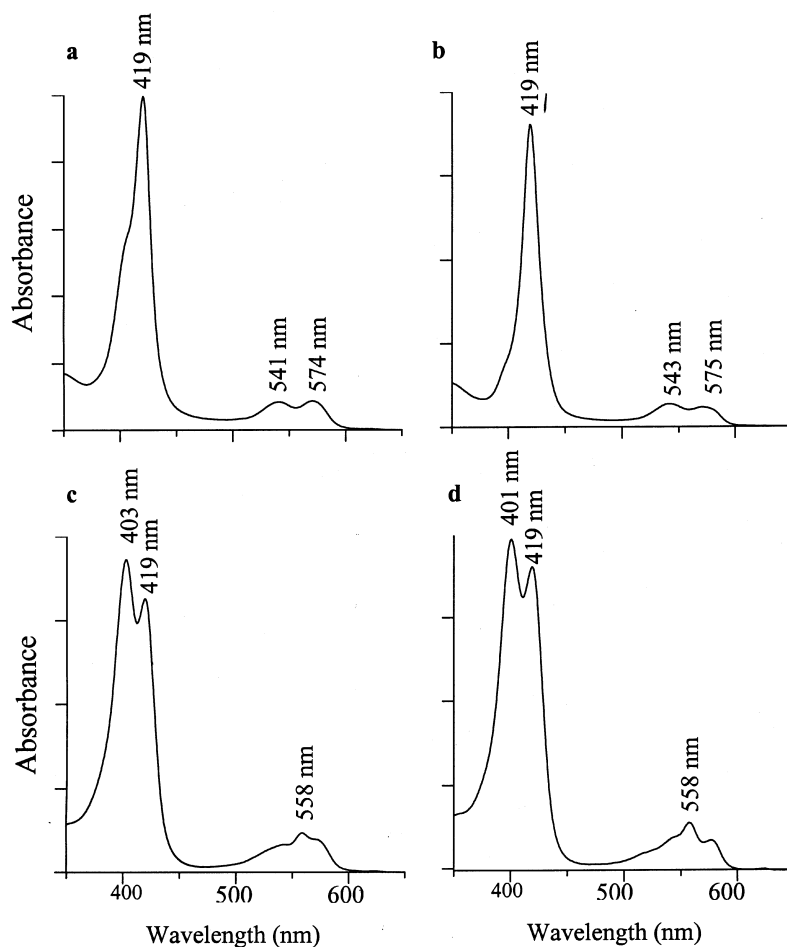 a
419 nm
Absorbance
541 nm
574 nm
b
419 nm
543 nm
575 nm
c
403 nm
419 nm
Absorbance
558 nm
400
500
600
Wavelength (nm)
d
401 nm
419 nm
558 nm
400
500
600
Wavelength (nm)